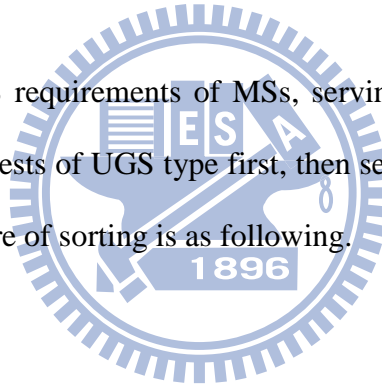 requirements of MSs, servin
ests of UGS type first, then se
re of sorting is as following.
E S A
1896